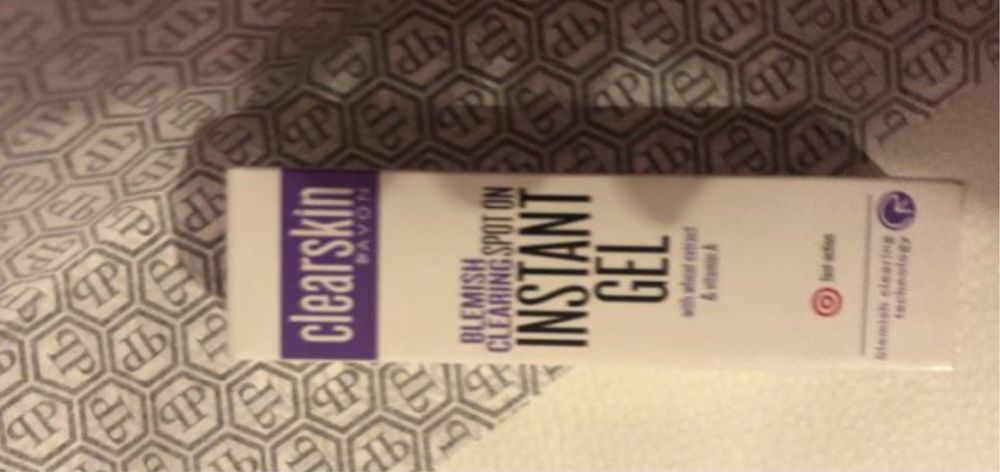 clearskin
AVON
BLEMISH
CLEARING SPOT ON
INSTANT
GEL
with wheat extract
& vitamin A
fast action
blemish clearing
technology